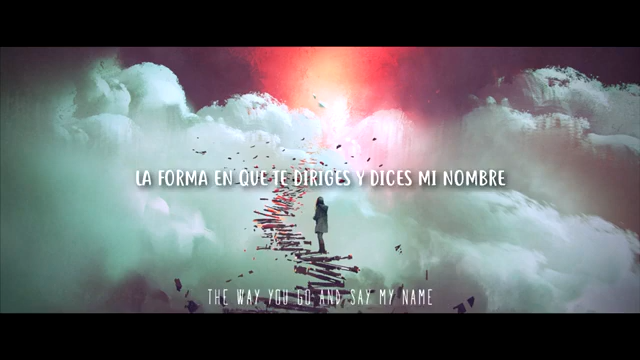 LA FORMA EN QUE TE DIRIGES Y DICES MI NOMBRE
THE WAY YOU GO AND SAY MY NAME